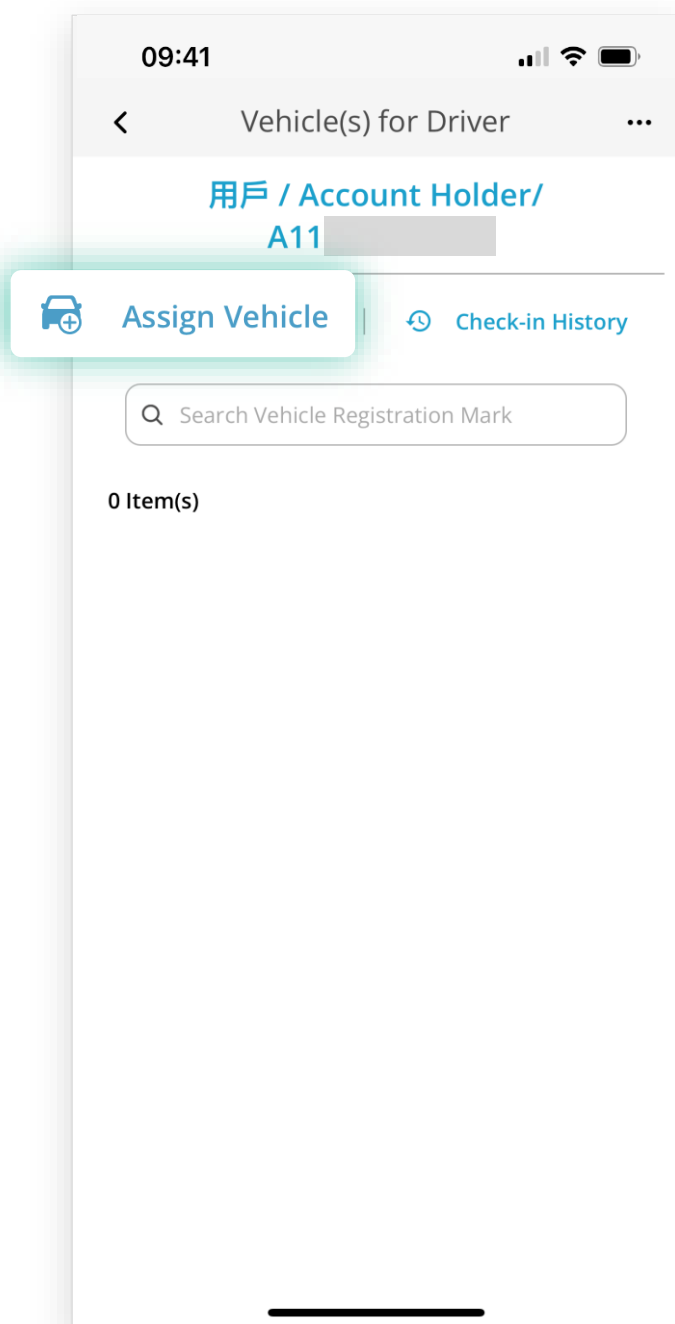 09:41
Vehicle(s) for Driver
用戶 / Account Holder/
A11
Assign Vehicle
Check-in History
Search Vehicle Registration Mark
0 Item(s)